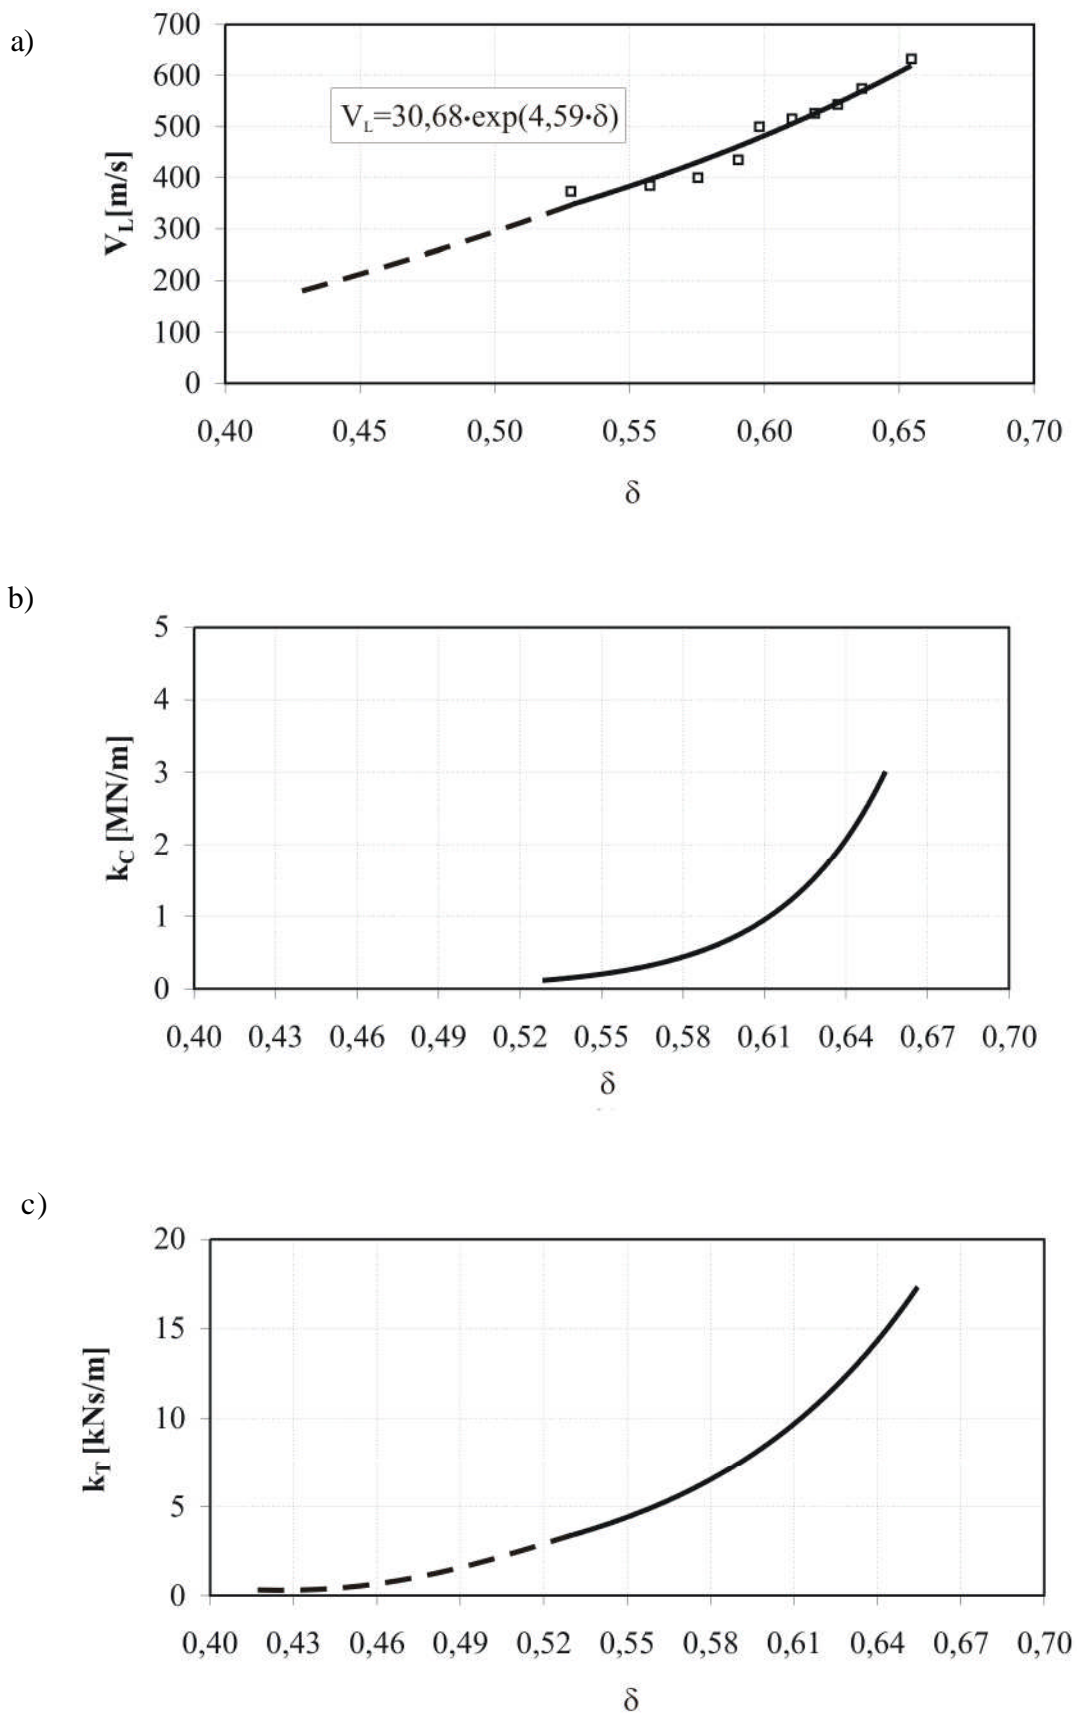 a)
700
600
500
400
300
200
100
0
V_L[m/s]
V_L=30,68·exp(4,59·δ)
0,40 0,45 0,50 0,55 0,60 0,65 0,70
δ
b)
5
4
3
2
1
0
k_C [MN/m]
0,40 0,43 0,46 0,49 0,52 0,55 0,58 0,61 0,64 0,67 0,70
δ
c)
20
15
10
5
0
k_T [kNs/m]
0,40 0,43 0,46 0,49 0,52 0,55 0,58 0,61 0,64 0,67 0,70
δ